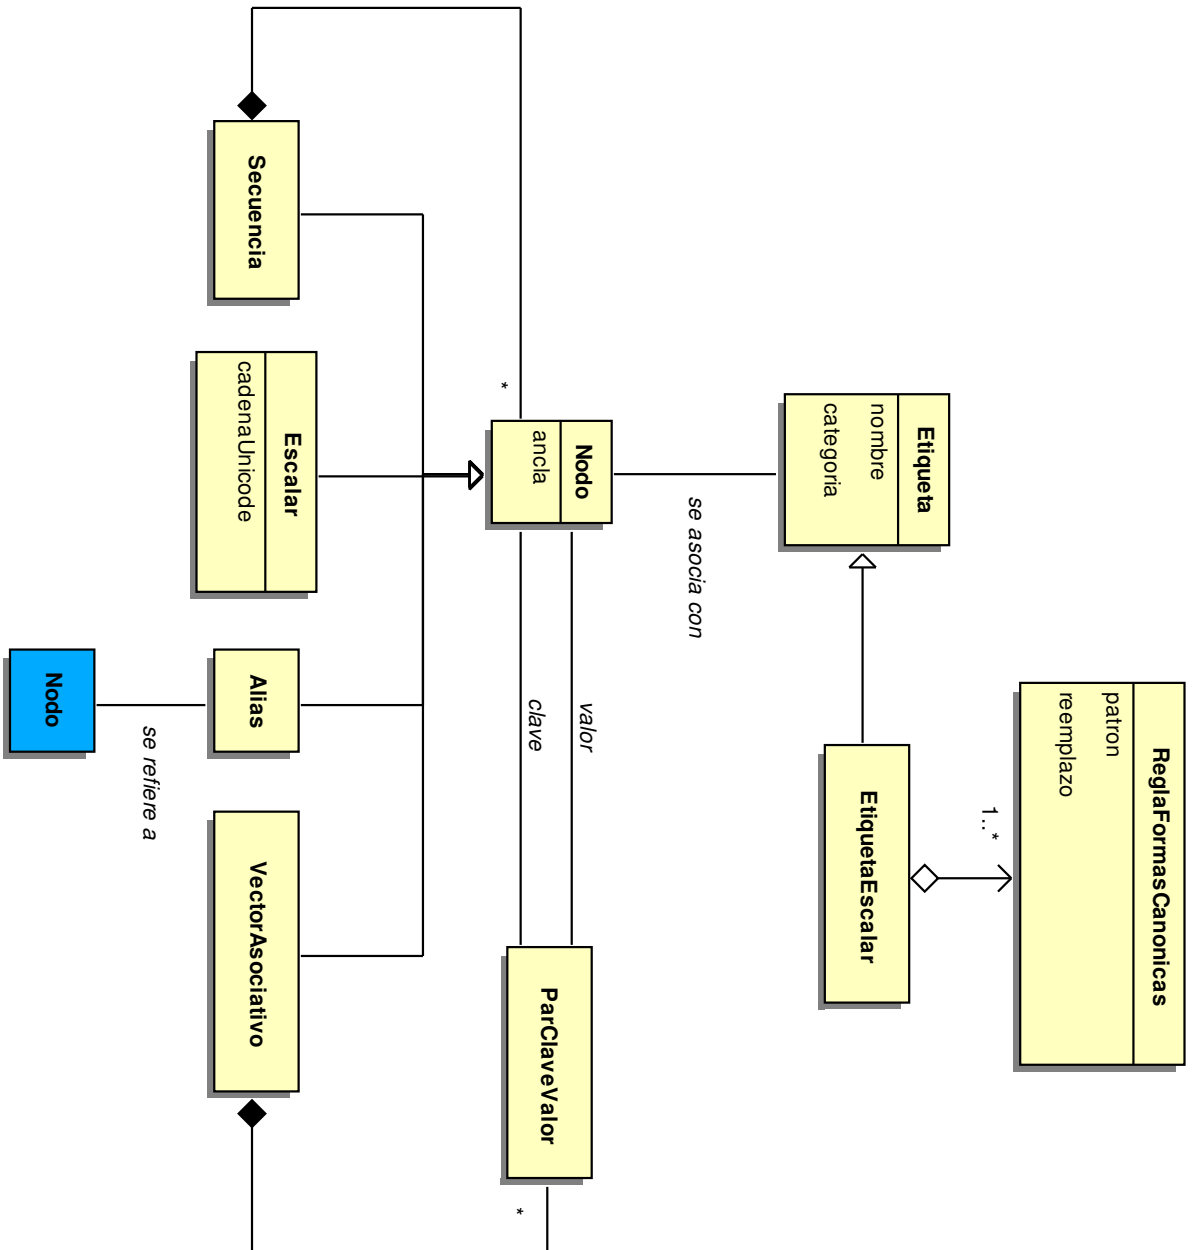 ReglaFormasCanonicas
patron
reemplazo
1..*
Etiqueta
nombre
categoria
EtiquetaEscalar
se asocia con
*
Nodo
ancla
valor
clave
ParClaveValor
*
Secuencia
Escalar
cadenaUnicode
Alias
VectorAsociativo
se refiere a
Nodo